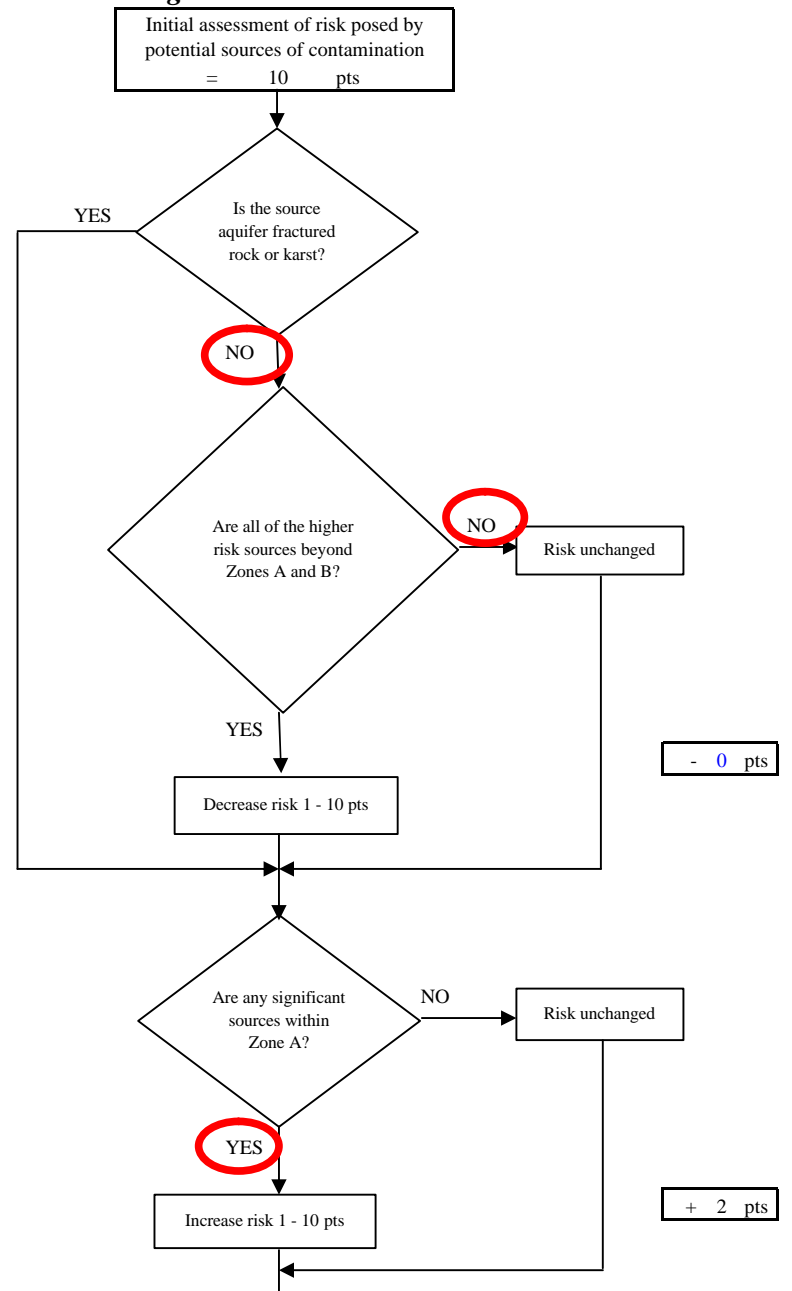 Initial assessment of risk posed by
potential sources of contamination
= 10 pts
YES
Is the source
aquifer fractured
rock or karst?
NO
Are all of the higher
risk sources beyond
Zones A and B?
NO
Risk unchanged
YES
- 0 pts
Decrease risk 1 - 10 pts
Are any significant
sources within
Zone A?
NO
Risk unchanged
YES
Increase risk 1 - 10 pts
+ 2 pts